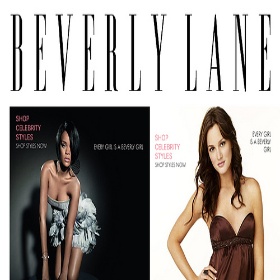 BEVERLY LANE
SHOP
CELEBRITY
STYLES
SHOP STYLES NOW
EVERY GIRL IS A BEVERLY GIRL
SHOP
CELEBRITY
STYLES
SHOP STYLES NOW
EVERY GIRL
IS A BEVERLY
GIRL